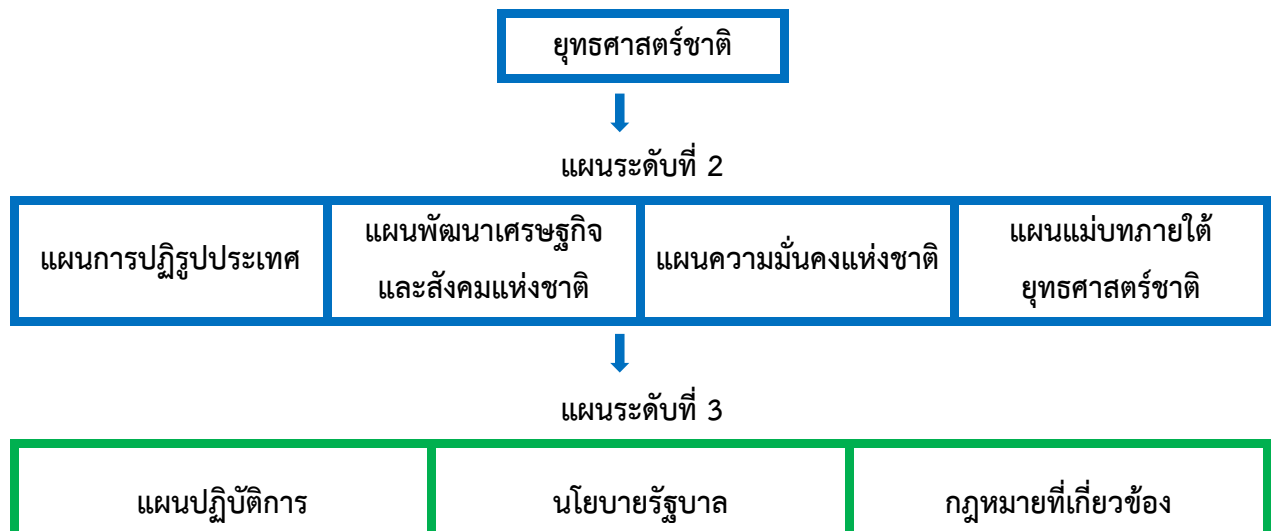 ยุทธศาสตร์ชาติ
แผนระดับที่ 2
แผนการปฏิรูปประเทศ
แผนพัฒนาเศรษฐกิจ
และสังคมแห่งชาติ
แผนความมั่นคงแห่งชาติ
แผนแม่บทภายใต้
ยุทธศาสตร์ชาติ
แผนระดับที่ 3
แผนปฏิบัติการ
นโยบายรัฐบาล
กฎหมายที่เกี่ยวข้อง